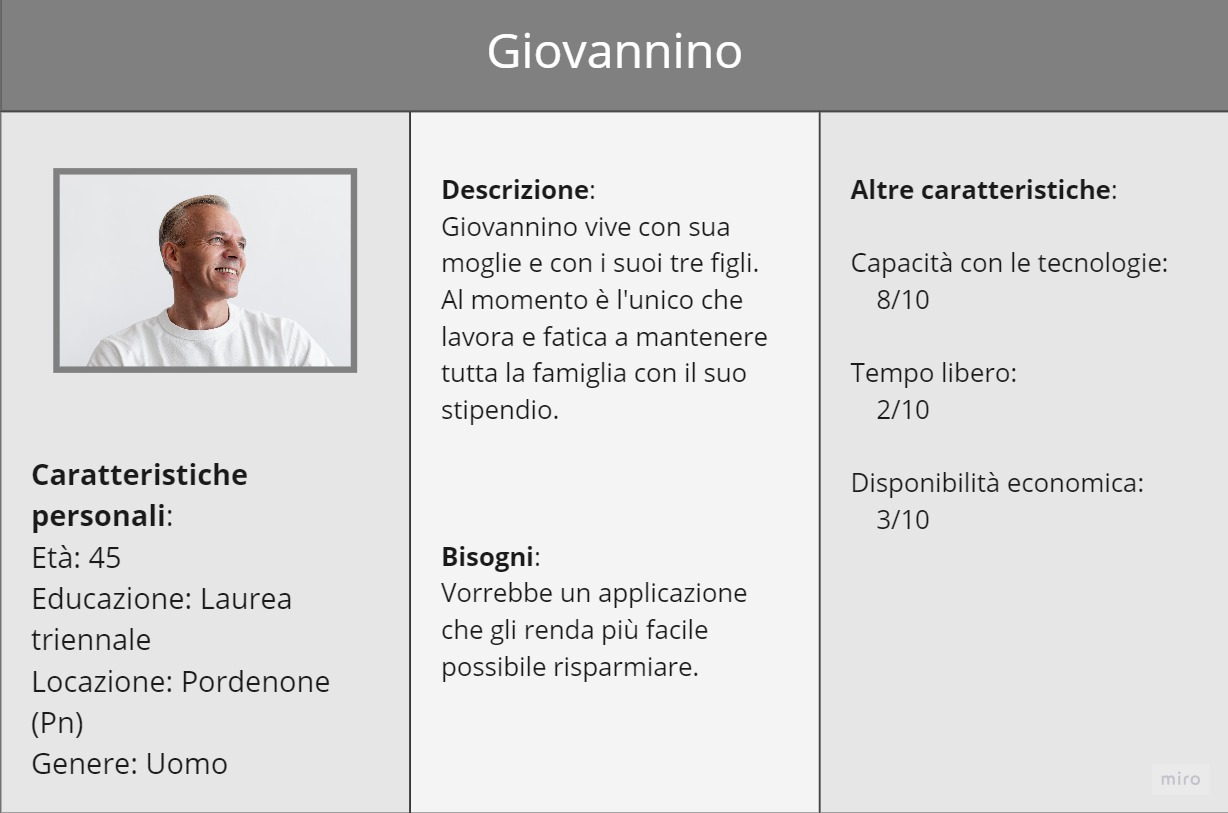 Giovannino
Caratteristiche
personali:
Età: 45
Educazione: Laurea
triennale
Locazione: Pordenone
(Pn)
Genere: Uomo
Descrizione:
Giovannino vive con sua
moglie e con i suoi tre figli.
Al momento è l'unico che
lavora e fatica a mantenere
tutta la famiglia con il suo
stipendio.
Bisogni:
Vorrebbe un applicazione
che gli renda più facile
possibile risparmiare.
Altre caratteristiche:
Capacità con le tecnologie:
8/10
Tempo libero:
2/10
Disponibilità economica:
3/10
miro